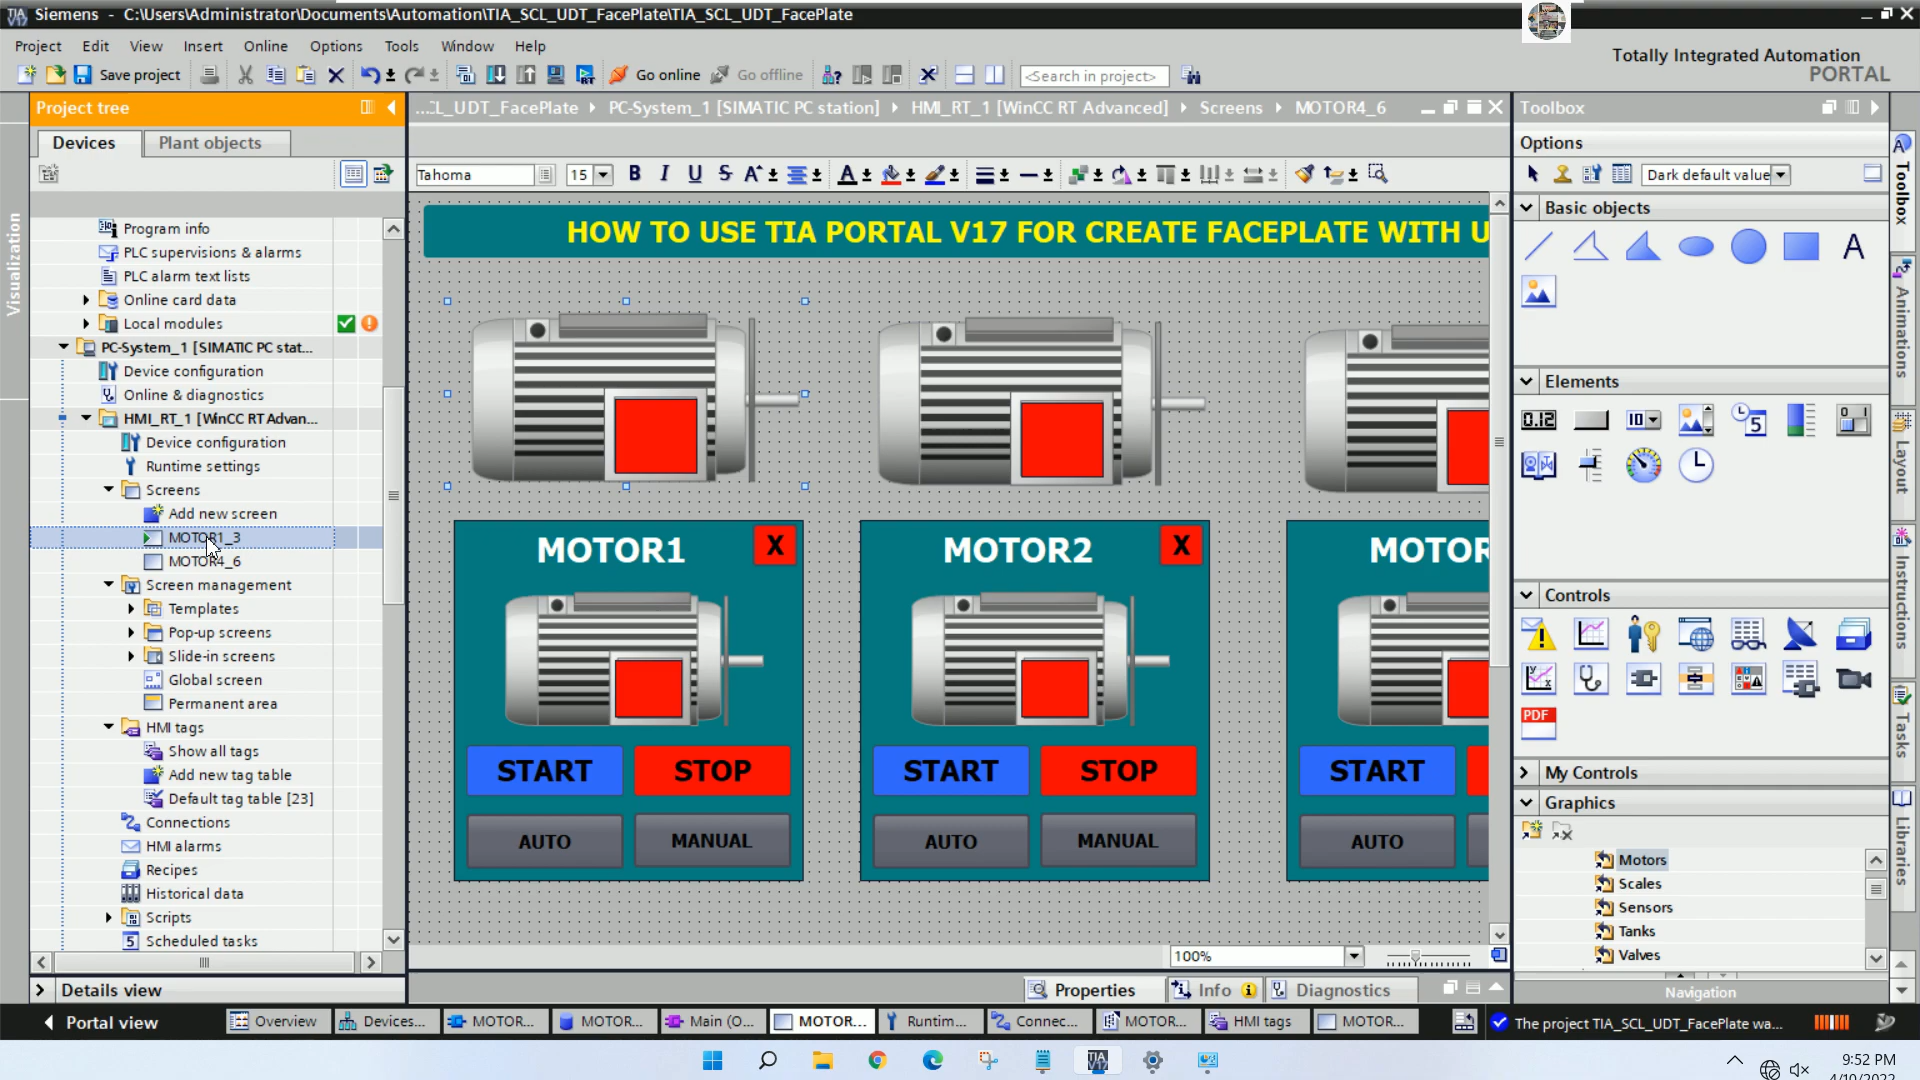 Siemens - C:\Users\Administrator\Documents\Automation\TIA_SCL_UDT_FacePlate\TIA_SCL_UDT_FacePlate
Project Edit View Insert Online Options Tools Window Help
Totally Integrated Automation
PORTAL
Save project
Go online
Go offline
<Search in project>
Project tree
...CL_UDT_FacePlate
PC-System_1 [SIMATIC PC station]
HMI_RT_1 [WinCC RT Advanced]
Screens
MOTOR4_6
Toolbox
Devices
Plant objects
Options
Tahoma
15
B I U S
Dark default value
Visualization
Program info
PLC supervisions & alarms
PLC alarm text lists
Online card data
Local modules
PC-System_1 [SIMATIC PC stat...
Device configuration
Online & diagnostics
HMI_RT_1 [WinCC RT Advan...
Device configuration
Runtime settings
Screens
Add new screen
MOTOR1_3
MOTOR4_6
Screen management
Templates
Pop-up screens
Slide-in screens
Global screen
Permanent area
HMI tags
Show all tags
Add new tag table
Default tag table [23]
Connections
HMI alarms
Recipes
Historical data
Scripts
Scheduled tasks
Details view
HOW TO USE TIA PORTAL V17 FOR CREATE FACEPLATE WITH U
MOTOR1
X
START
STOP
AUTO
MANUAL
MOTOR2
X
START
STOP
AUTO
MANUAL
MOTOR
START
AUTO
100%
Properties
Info
Diagnostics
Basic objects
A
Elements
0.12
10
5
Controls
PDF
My Controls
Graphics
Motors
Scales
Sensors
Tanks
Valves
Navigation
Toolbox
Animations
Layout
Instructions
Tasks
Libraries
Portal view
Overview
Devices...
MOTOR...
MOTOR...
Main (O...
MOTOR...
Runtim...
Connec...
MOTOR...
HMI tags
MOTOR...
The project TIA_SCL_UDT_FacePlate wa...
9:52 PM
4/10/2022